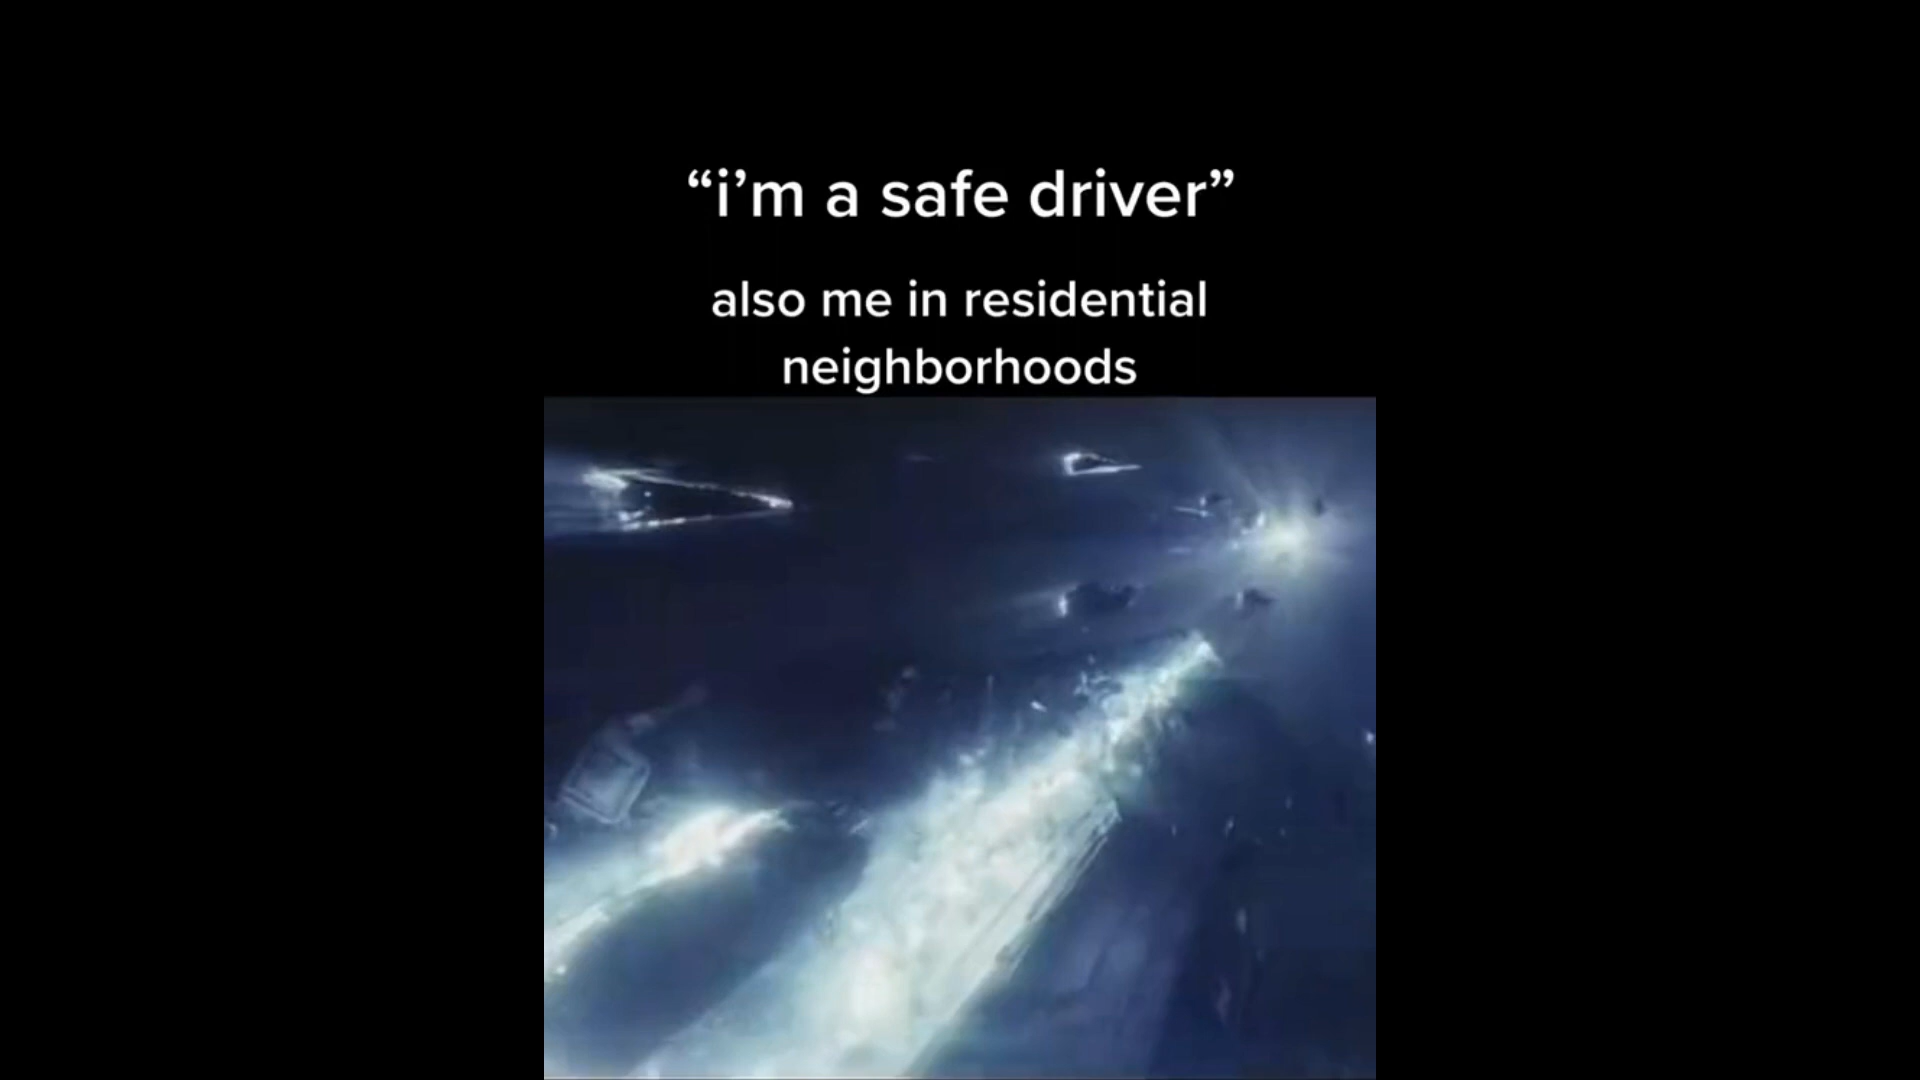 “i’m a safe driver”
also me in residential
neighborhoods